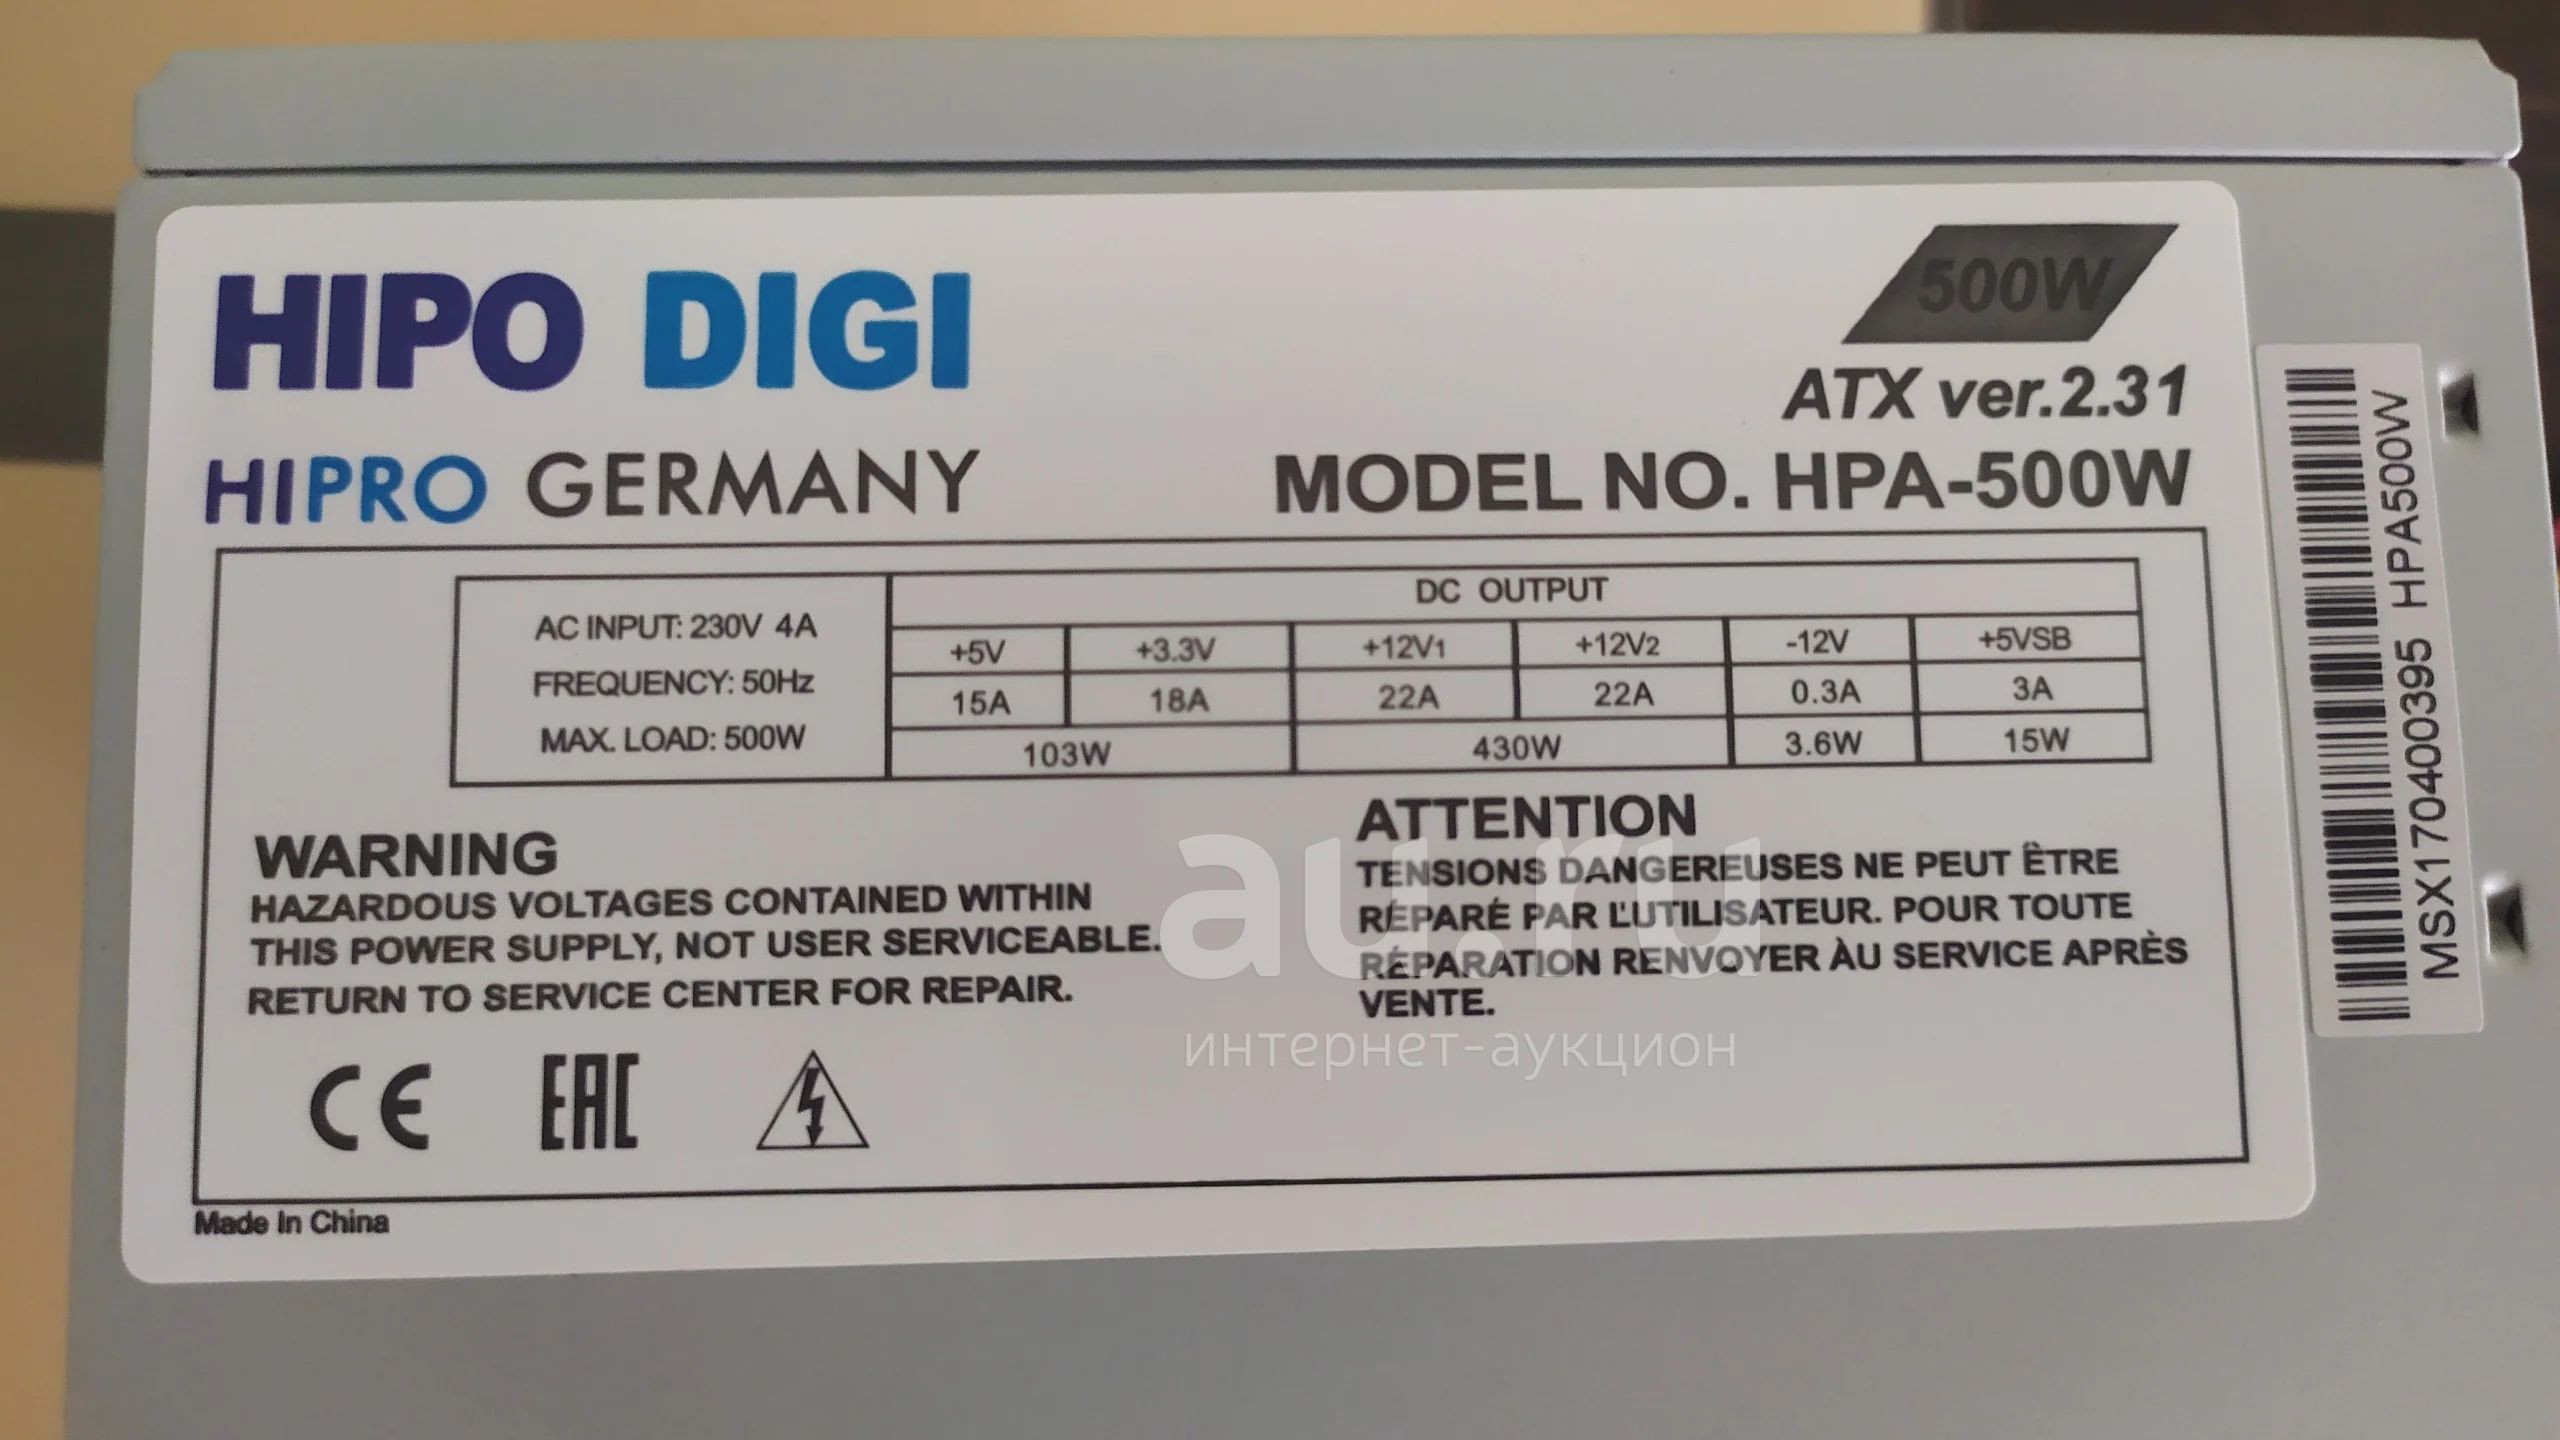 HIPO DIGI
500W
ATX ver.2.31
HIPRO GERMANY
MODEL NO. HPA-500W
AC INPUT: 230V 4A
FREQUENCY: 50Hz
MAX. LOAD: 500W
DC OUTPUT
+5V +3.3V +12V1 +12V2 -12V +5VSB
15A 18A 22A 22A 0.3A 3A
103W 430W 3.6W 15W
WARNING
HAZARDOUS VOLTAGES CONTAINED WITHIN
THIS POWER SUPPLY, NOT USER SERVICEABLE.
RETURN TO SERVICE CENTER FOR REPAIR.
ATTENTION
TENSIONS DANGEREUSES NE PEUT ÊTRE
RÉPARÉ PAR L'UTILISATEUR. POUR TOUTE
RÉPARATION RENVOYER ÀU SERVICE APRÈS
VENTE.
CE EAC
Made In China
MSX170400395 HPA500W
au.ru
интернет-аукцион